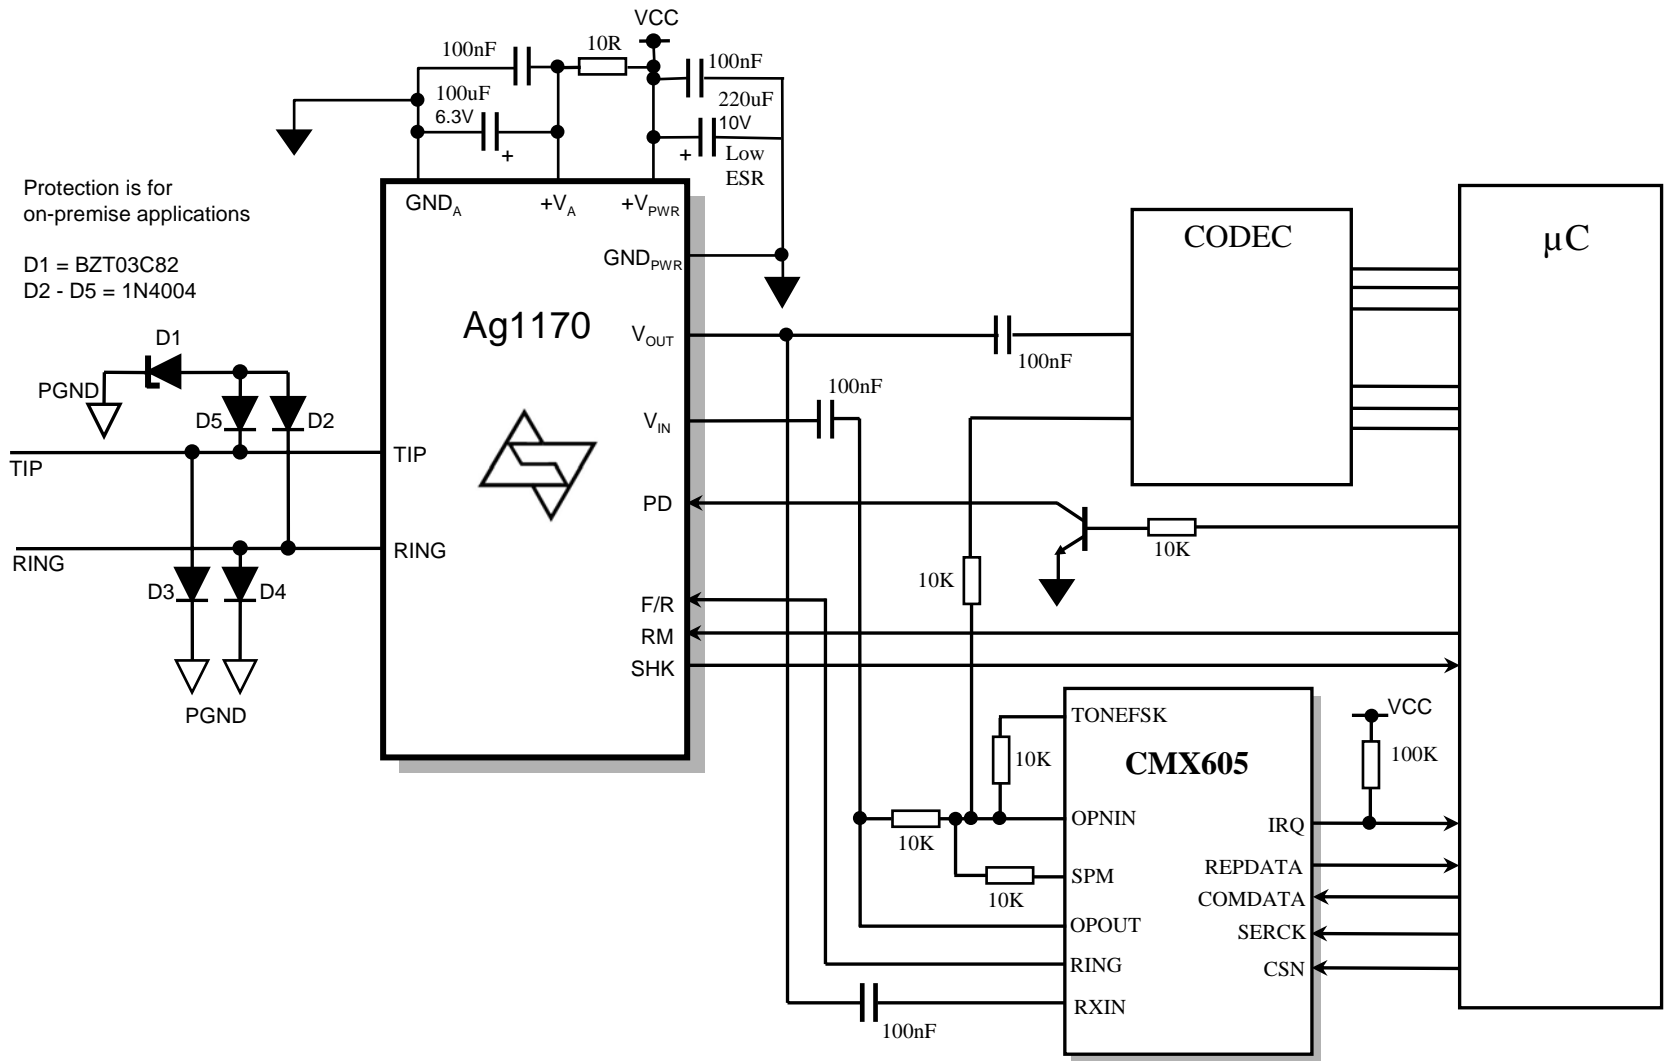 VCC
100nF
10R
100nF
100uF
6.3V
+
220uF
10V
+
Low
ESR
Protection is for
on-premise applications
D1 = BZT03C82
D2 - D5 = 1N4004
GNDA
+VA
+VPWR
GNDPWR
Ag1170
VOUT
VIN
PD
F/R
RM
SHK
TIP
RING
D1
PGND
D5
D2
TIP
RING
D3
D4
PGND
100nF
100nF
CODEC
µC
10K
10K
TONEFSK
CMX605
10K
OPNIN
10K
SPM
10K
OPOUT
RING
RXIN
100nF
VCC
100K
IRQ
REPDATA
COMDATA
SERCK
CSN